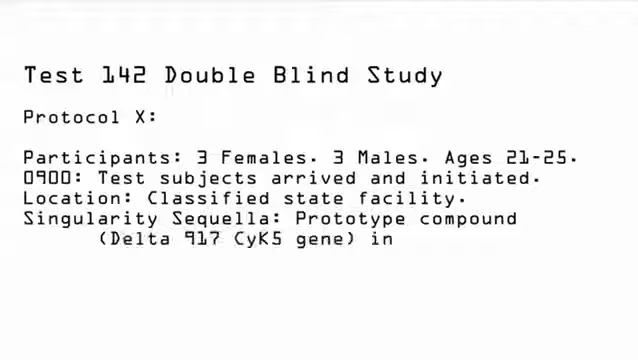 Test 142 Double Blind Study
Protocol X:
Participants: 3 Females. 3 Males. Ages 21-25.
0900: Test subjects arrived and initiated.
Location: Classified state facility.
Singularity Sequella: Prototype compound
(Delta 917 CyK5 gene) in